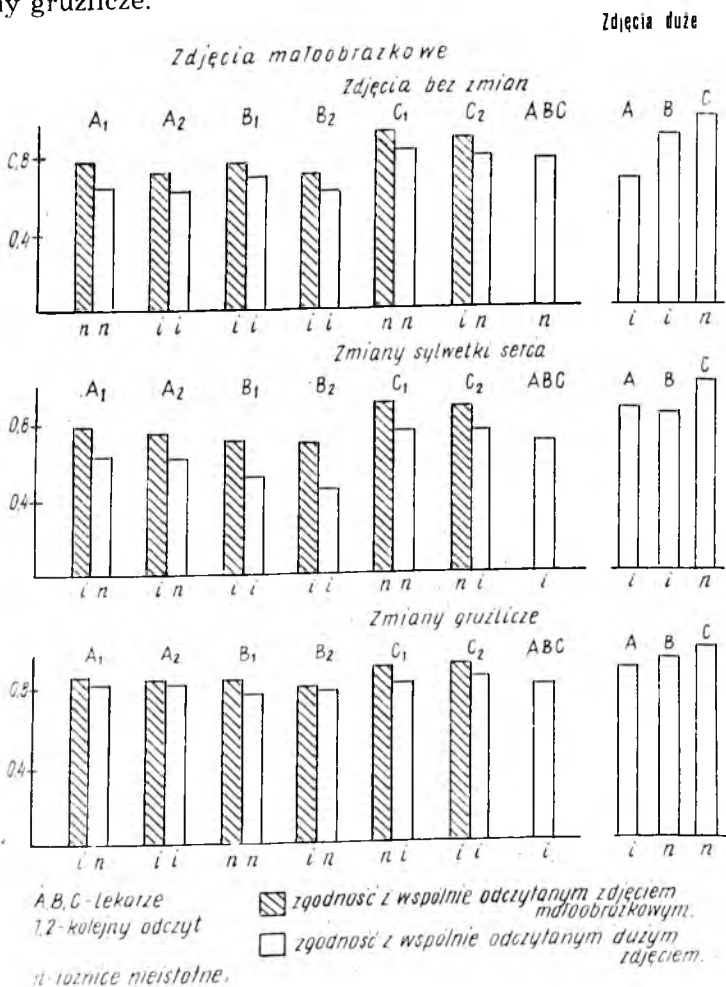 ny gruźlicze.
Zdjęcia duże
Zdjęcia małoobrazkowe
Zdjęcia bez zmian
A1 A2 B1 B2 C1 C2 ABC A B C
0,8
0,4
n n i i i i i i n n i n n i i n
Zmiany sylwetki serca
A1 A2 B1 B2 C1 C2 ABC A B C
0,6
0,4
i n i n i i i i n n n i i i i n
Zmiany gruźlicze
A1 A2 B1 B2 C1 C2 ABC A B C
0,8
0,4
i n i i n n i n n i i i i i n n
A,B,C-lekarze
1,2-kolejny odczyt
zgodność z wspólnie odczytanym zdjęciem
małoobrazkowym.
zgodność z wspólnie odczytanym dużym
zdjęciem.
różnice nieistotne.